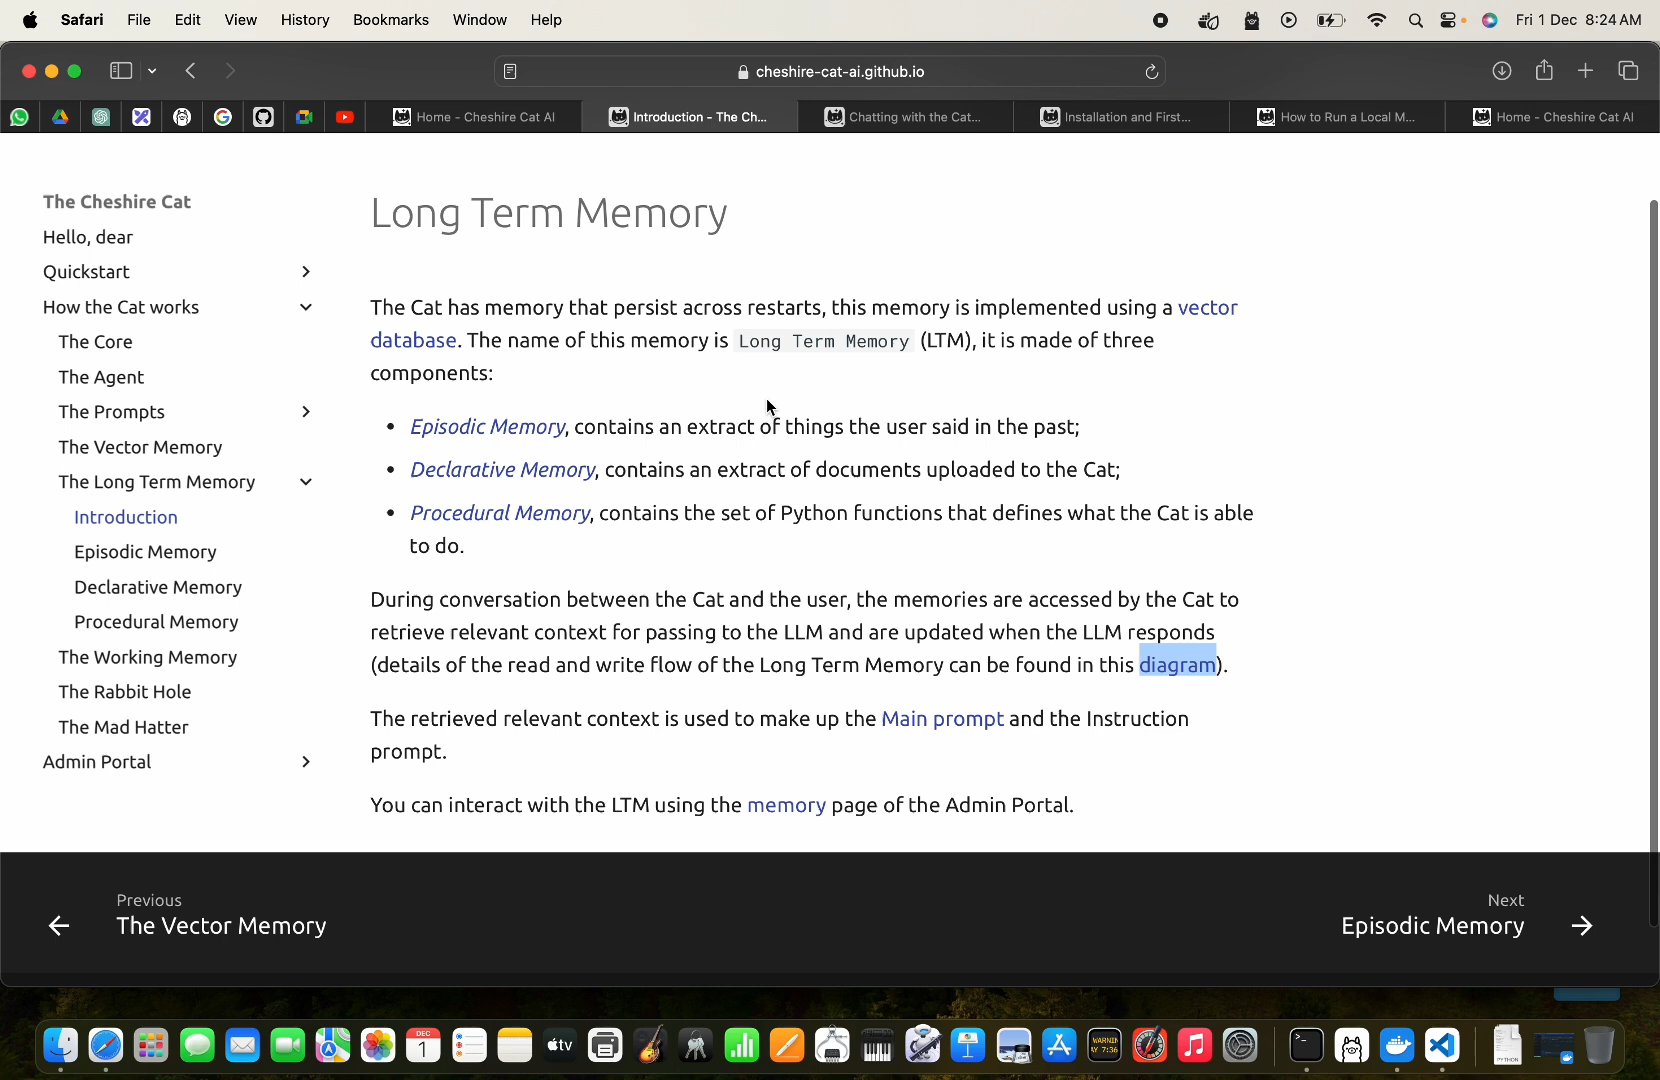 Safari File Edit View History Bookmarks Window Help Fri 1 Dec 8:24 AM
cheshire-cat-ai.github.io
Home - Cheshire Cat AI
Introduction - The Ch...
Chatting with the Cat...
Installation and First...
How to Run a Local M...
Home - Cheshire Cat AI
The Cheshire Cat
Hello, dear
Quickstart
How the Cat works
The Core
The Agent
The Prompts
The Vector Memory
The Long Term Memory
Introduction
Episodic Memory
Declarative Memory
Procedural Memory
The Working Memory
The Rabbit Hole
The Mad Hatter
Admin Portal
Long Term Memory
The Cat has memory that persist across restarts, this memory is implemented using a vector
database. The name of this memory is Long Term Memory (LTM), it is made of three
components:
• Episodic Memory, contains an extract of things the user said in the past;
• Declarative Memory, contains an extract of documents uploaded to the Cat;
• Procedural Memory, contains the set of Python functions that defines what the Cat is able
to do.
During conversation between the Cat and the user, the memories are accessed by the Cat to
retrieve relevant context for passing to the LLM and are updated when the LLM responds
(details of the read and write flow of the Long Term Memory can be found in this diagram).
The retrieved relevant context is used to make up the Main prompt and the Instruction
prompt.
You can interact with the LTM using the memory page of the Admin Portal.
Previous
The Vector Memory
Next
Episodic Memory
DEC
1
tv
WARNIN
AY 7:36
PYTHON